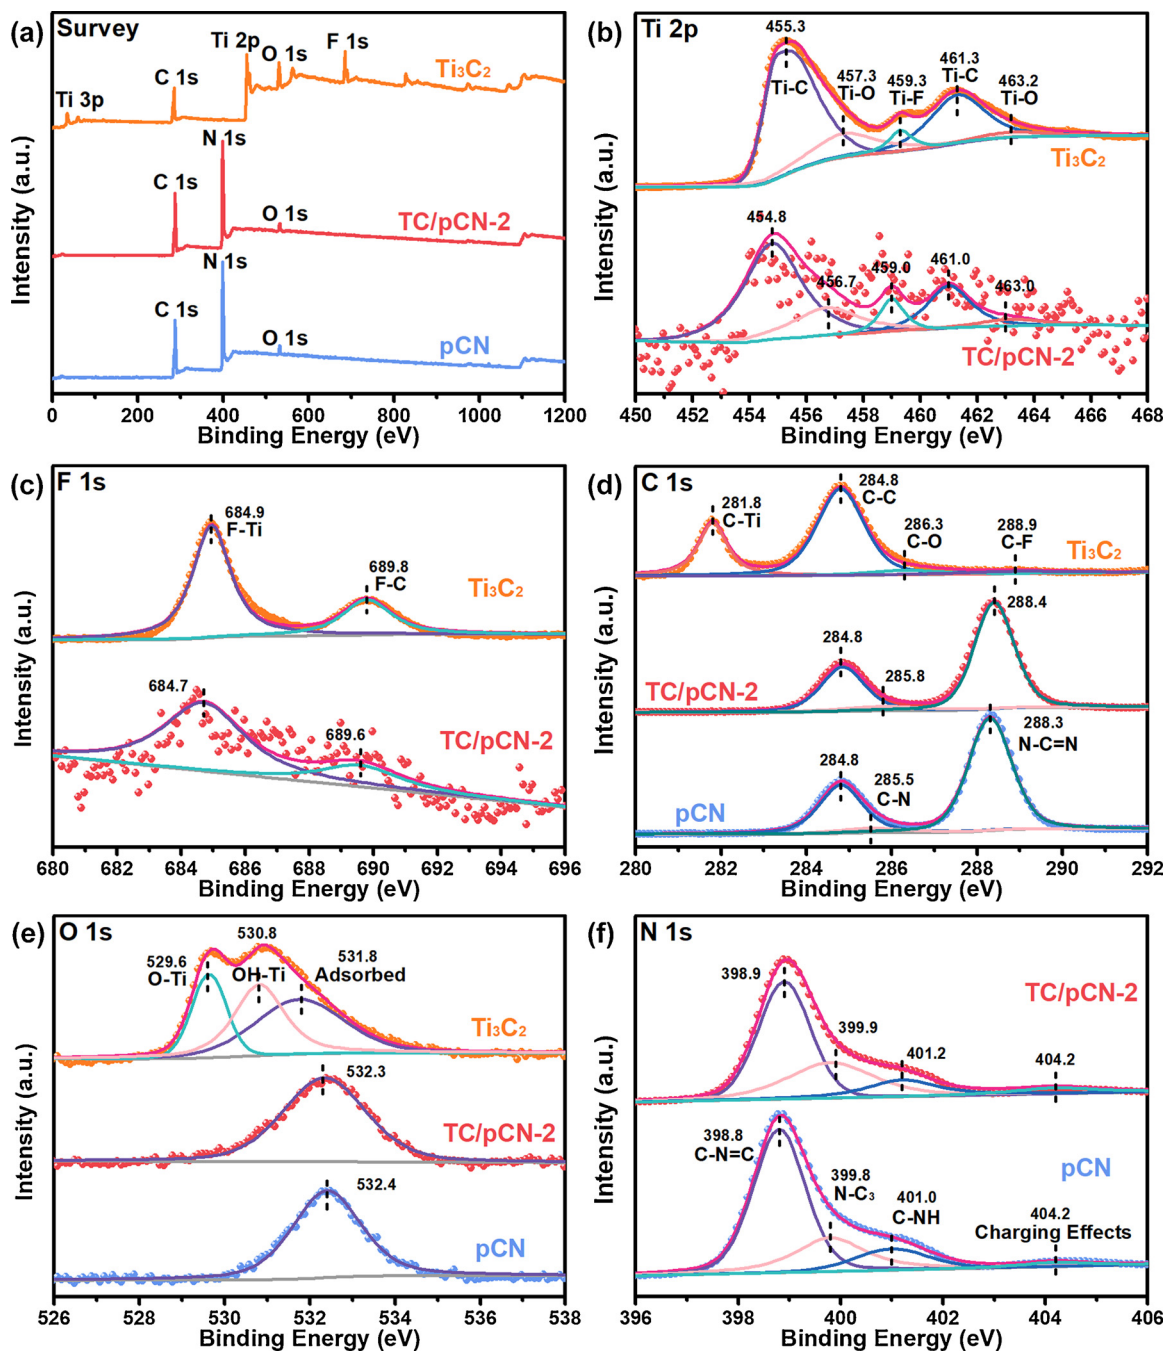 (a) Survey
Ti 2p
O 1s
F 1s
Ti₃C₂
C 1s
Ti 3p
N 1s
C 1s
O 1s
TC/pCN-2
N 1s
C 1s
O 1s
pCN
0 200 400 600 800 1000 1200
Binding Energy (eV)
Intensity (a.u.)
(b) Ti 2p
455.3
Ti-C
457.3
Ti-O
459.3
Ti-F
461.3
Ti-C
463.2
Ti-O
Ti₃C₂
454.8
456.7
459.0
461.0
463.0
TC/pCN-2
450 452 454 456 458 460 462 464 466 468
Binding Energy (eV)
Intensity (a.u.)
(c) F 1s
684.9
F-Ti
689.8
F-C
Ti₃C₂
684.7
689.6
TC/pCN-2
680 682 684 686 688 690 692 694 696
Binding Energy (eV)
Intensity (a.u.)
(d) C 1s
281.8
C-Ti
284.8
C-C
286.3
C-O
288.9
C-F
Ti₃C₂
284.8
285.8
288.4
TC/pCN-2
284.8
285.5
C-N
288.3
N-C=N
pCN
280 282 284 286 288 290 292
Binding Energy (eV)
Intensity (a.u.)
(e) O 1s
529.6
O-Ti
530.8
OH-Ti
531.8
Adsorbed
Ti₃C₂
532.3
TC/pCN-2
532.4
pCN
526 528 530 532 534 536 538
Binding Energy (eV)
Intensity (a.u.)
(f) N 1s
398.9
399.9
401.2
404.2
TC/pCN-2
398.8
C-N=C
399.8
N-C₃
401.0
C-NH
404.2
Charging Effects
pCN
396 398 400 402 404 406
Binding Energy (eV)
Intensity (a.u.)